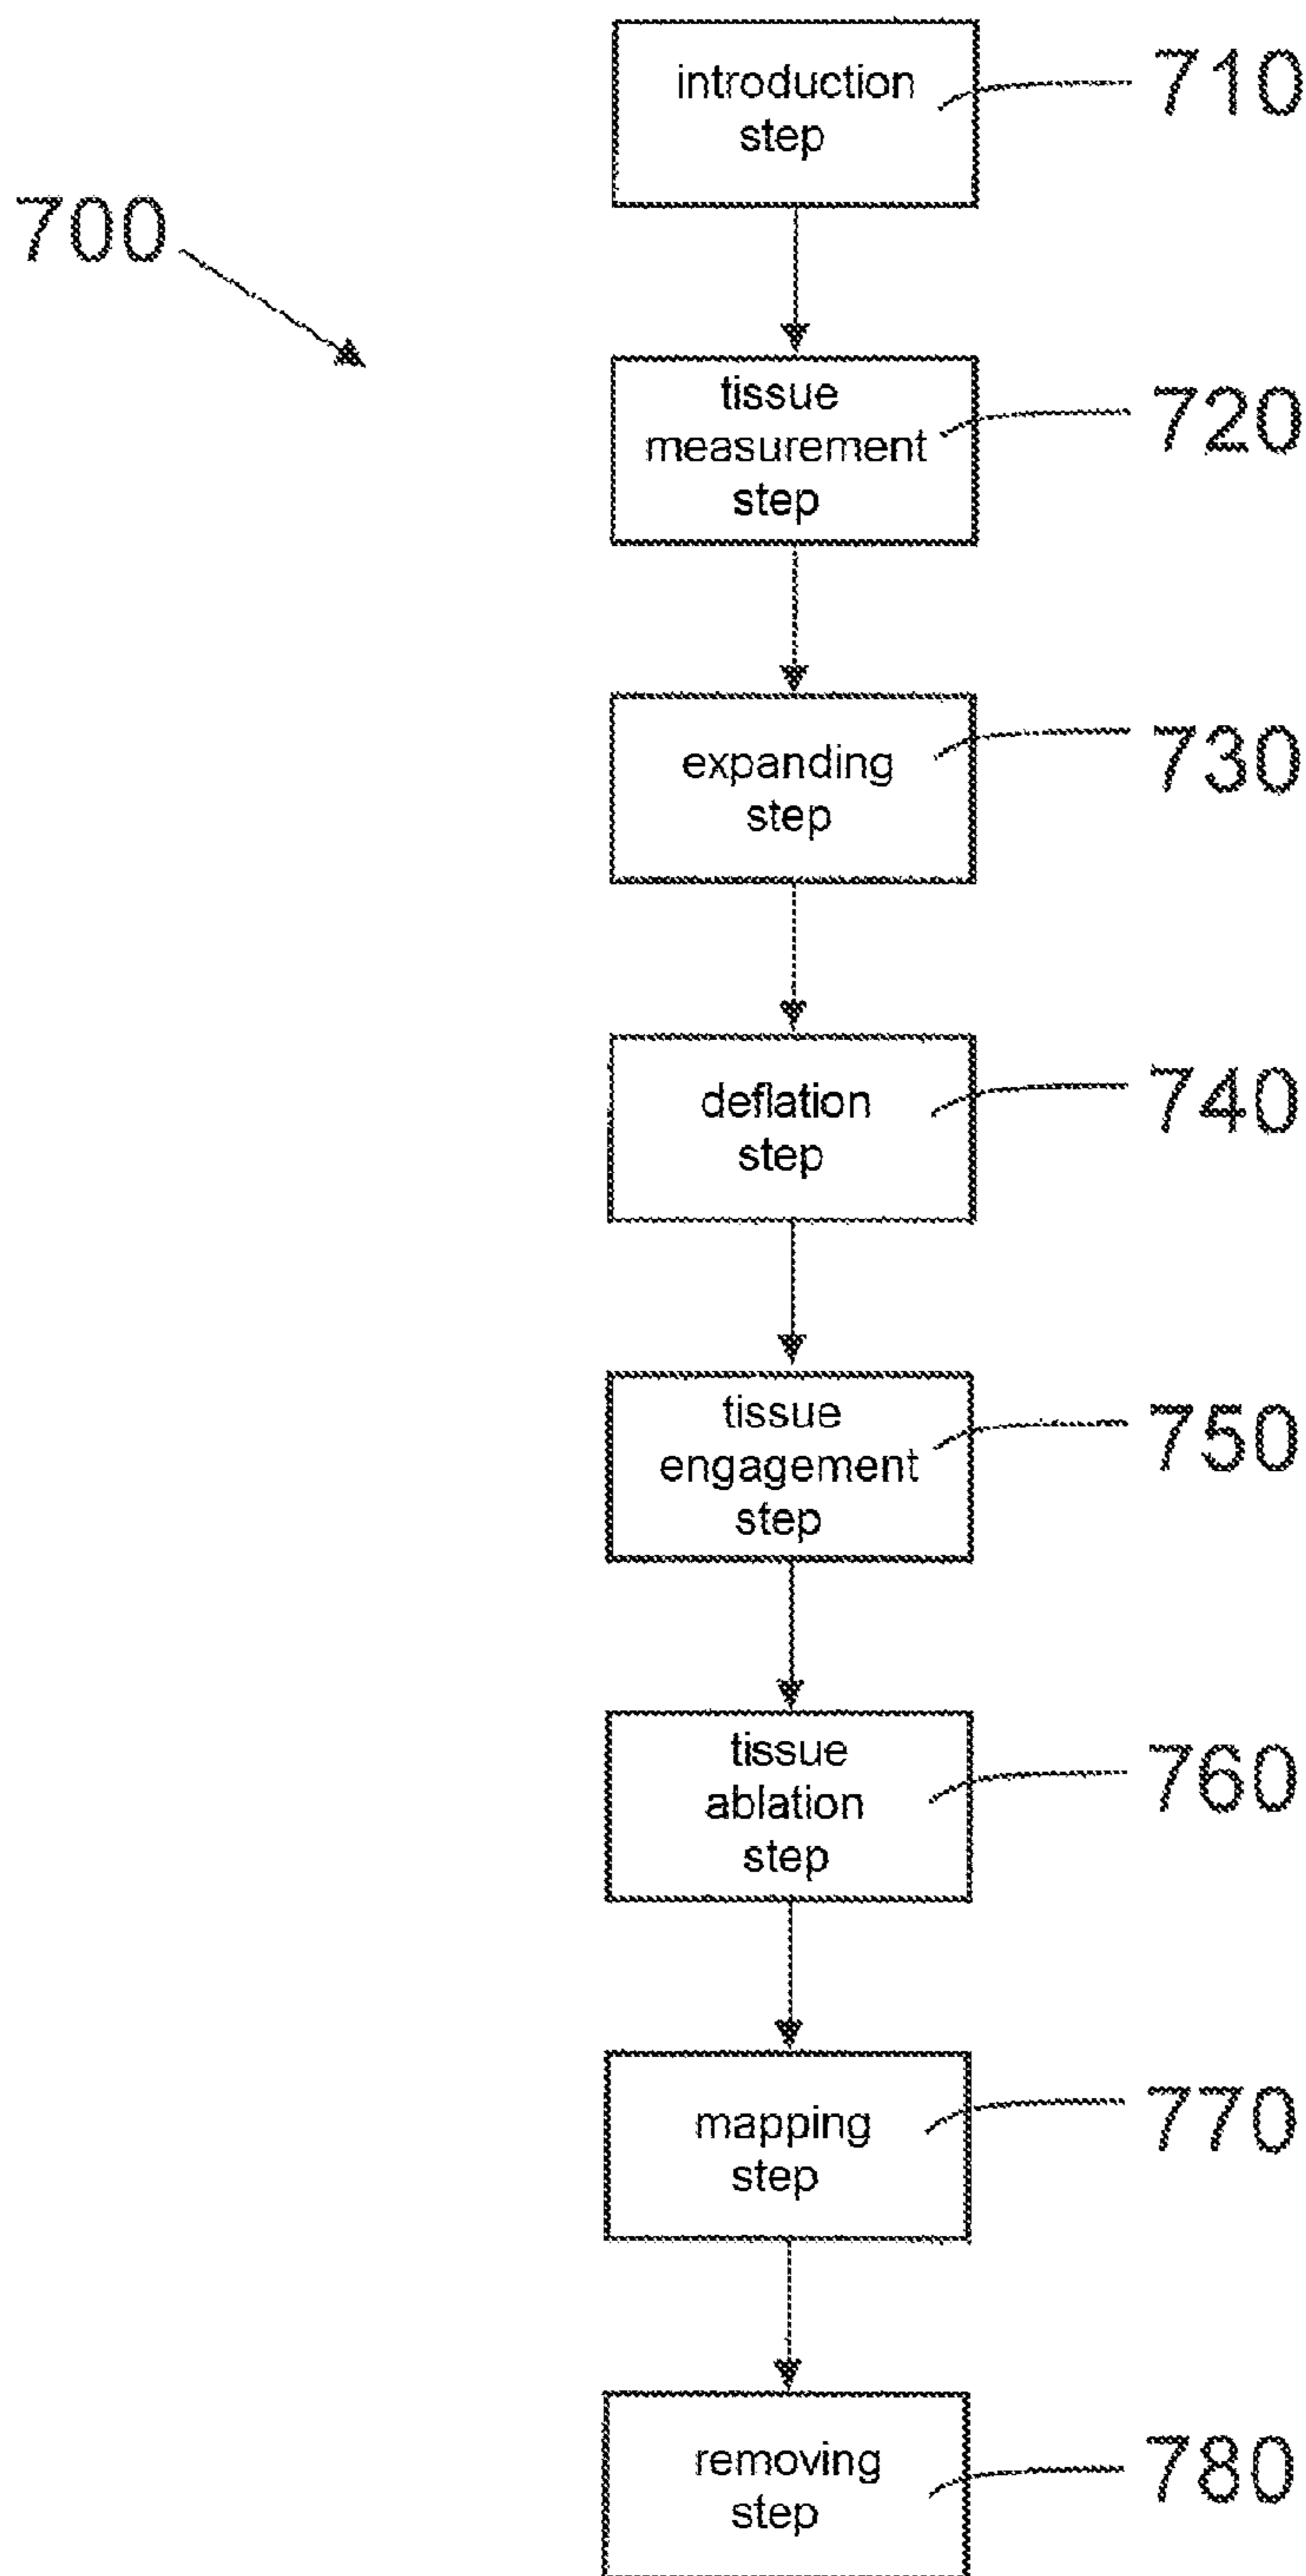 introduction
step
710
700
tissue
measurement
step
720
expanding
step
730
deflation
step
740
tissue
engagement
step
750
tissue
ablation
step
760
mapping
step
770
removing
step
780